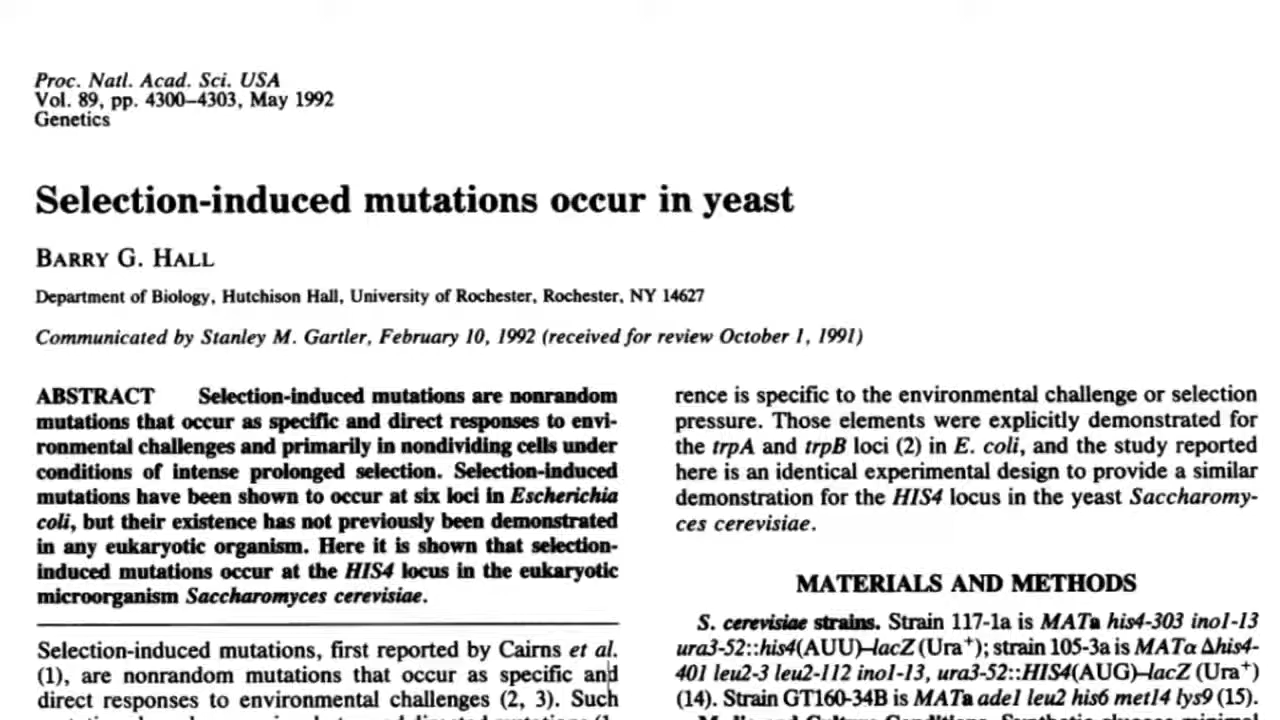 Proc. Natl. Acad. Sci. USA
Vol. 89, pp. 4300–4303, May 1992
Genetics
Selection-induced mutations occur in yeast
BARRY G. HALL
Department of Biology, Hutchison Hall, University of Rochester, Rochester, NY 14627
Communicated by Stanley M. Gartler, February 10, 1992 (received for review October 1, 1991)
ABSTRACT Selection-induced mutations are nonrandom
mutations that occur as specific and direct responses to envi-
ronmental challenges and primarily in nondividing cells under
conditions of intense prolonged selection. Selection-induced
mutations have been shown to occur at six loci in Escherichia
coli, but their existence has not previously been demonstrated
in any eukaryotic organism. Here it is shown that selection-
induced mutations occur at the HIS4 locus in the eukaryotic
microorganism Saccharomyces cerevisiae.
Selection-induced mutations, first reported by Cairns et al.
(1), are nonrandom mutations that occur as specific and
direct responses to environmental challenges (2, 3). Such
rence is specific to the environmental challenge or selection
pressure. Those elements were explicitly demonstrated for
the trpA and trpB loci (2) in E. coli, and the study reported
here is an identical experimental design to provide a similar
demonstration for the HIS4 locus in the yeast Saccharomy-
ces cerevisiae.
MATERIALS AND METHODS
S. cerevisiae strains. Strain 117-1a is MATa his4-303 ino1-13
ura3-52::his4(AUU)–lacZ (Ura⁺); strain 105-3a is MATα Δhis4-
401 leu2-3 leu2-112 ino1-13, ura3-52::HIS4(AUG)–lacZ (Ura⁺)
(14). Strain GT160-34B is MATa ade1 leu2 his6 met14 lys9 (15).